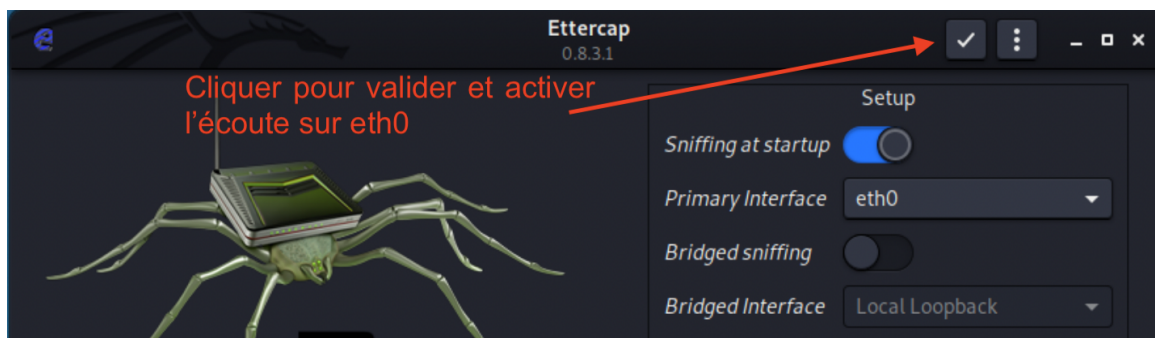 Ettercap
0.8.3.1
Cliquer pour valider et activer
l'écoute sur eth0
Setup
Sniffing at startup
Primary Interface eth0
Bridged sniffing
Bridged Interface Local Loopback